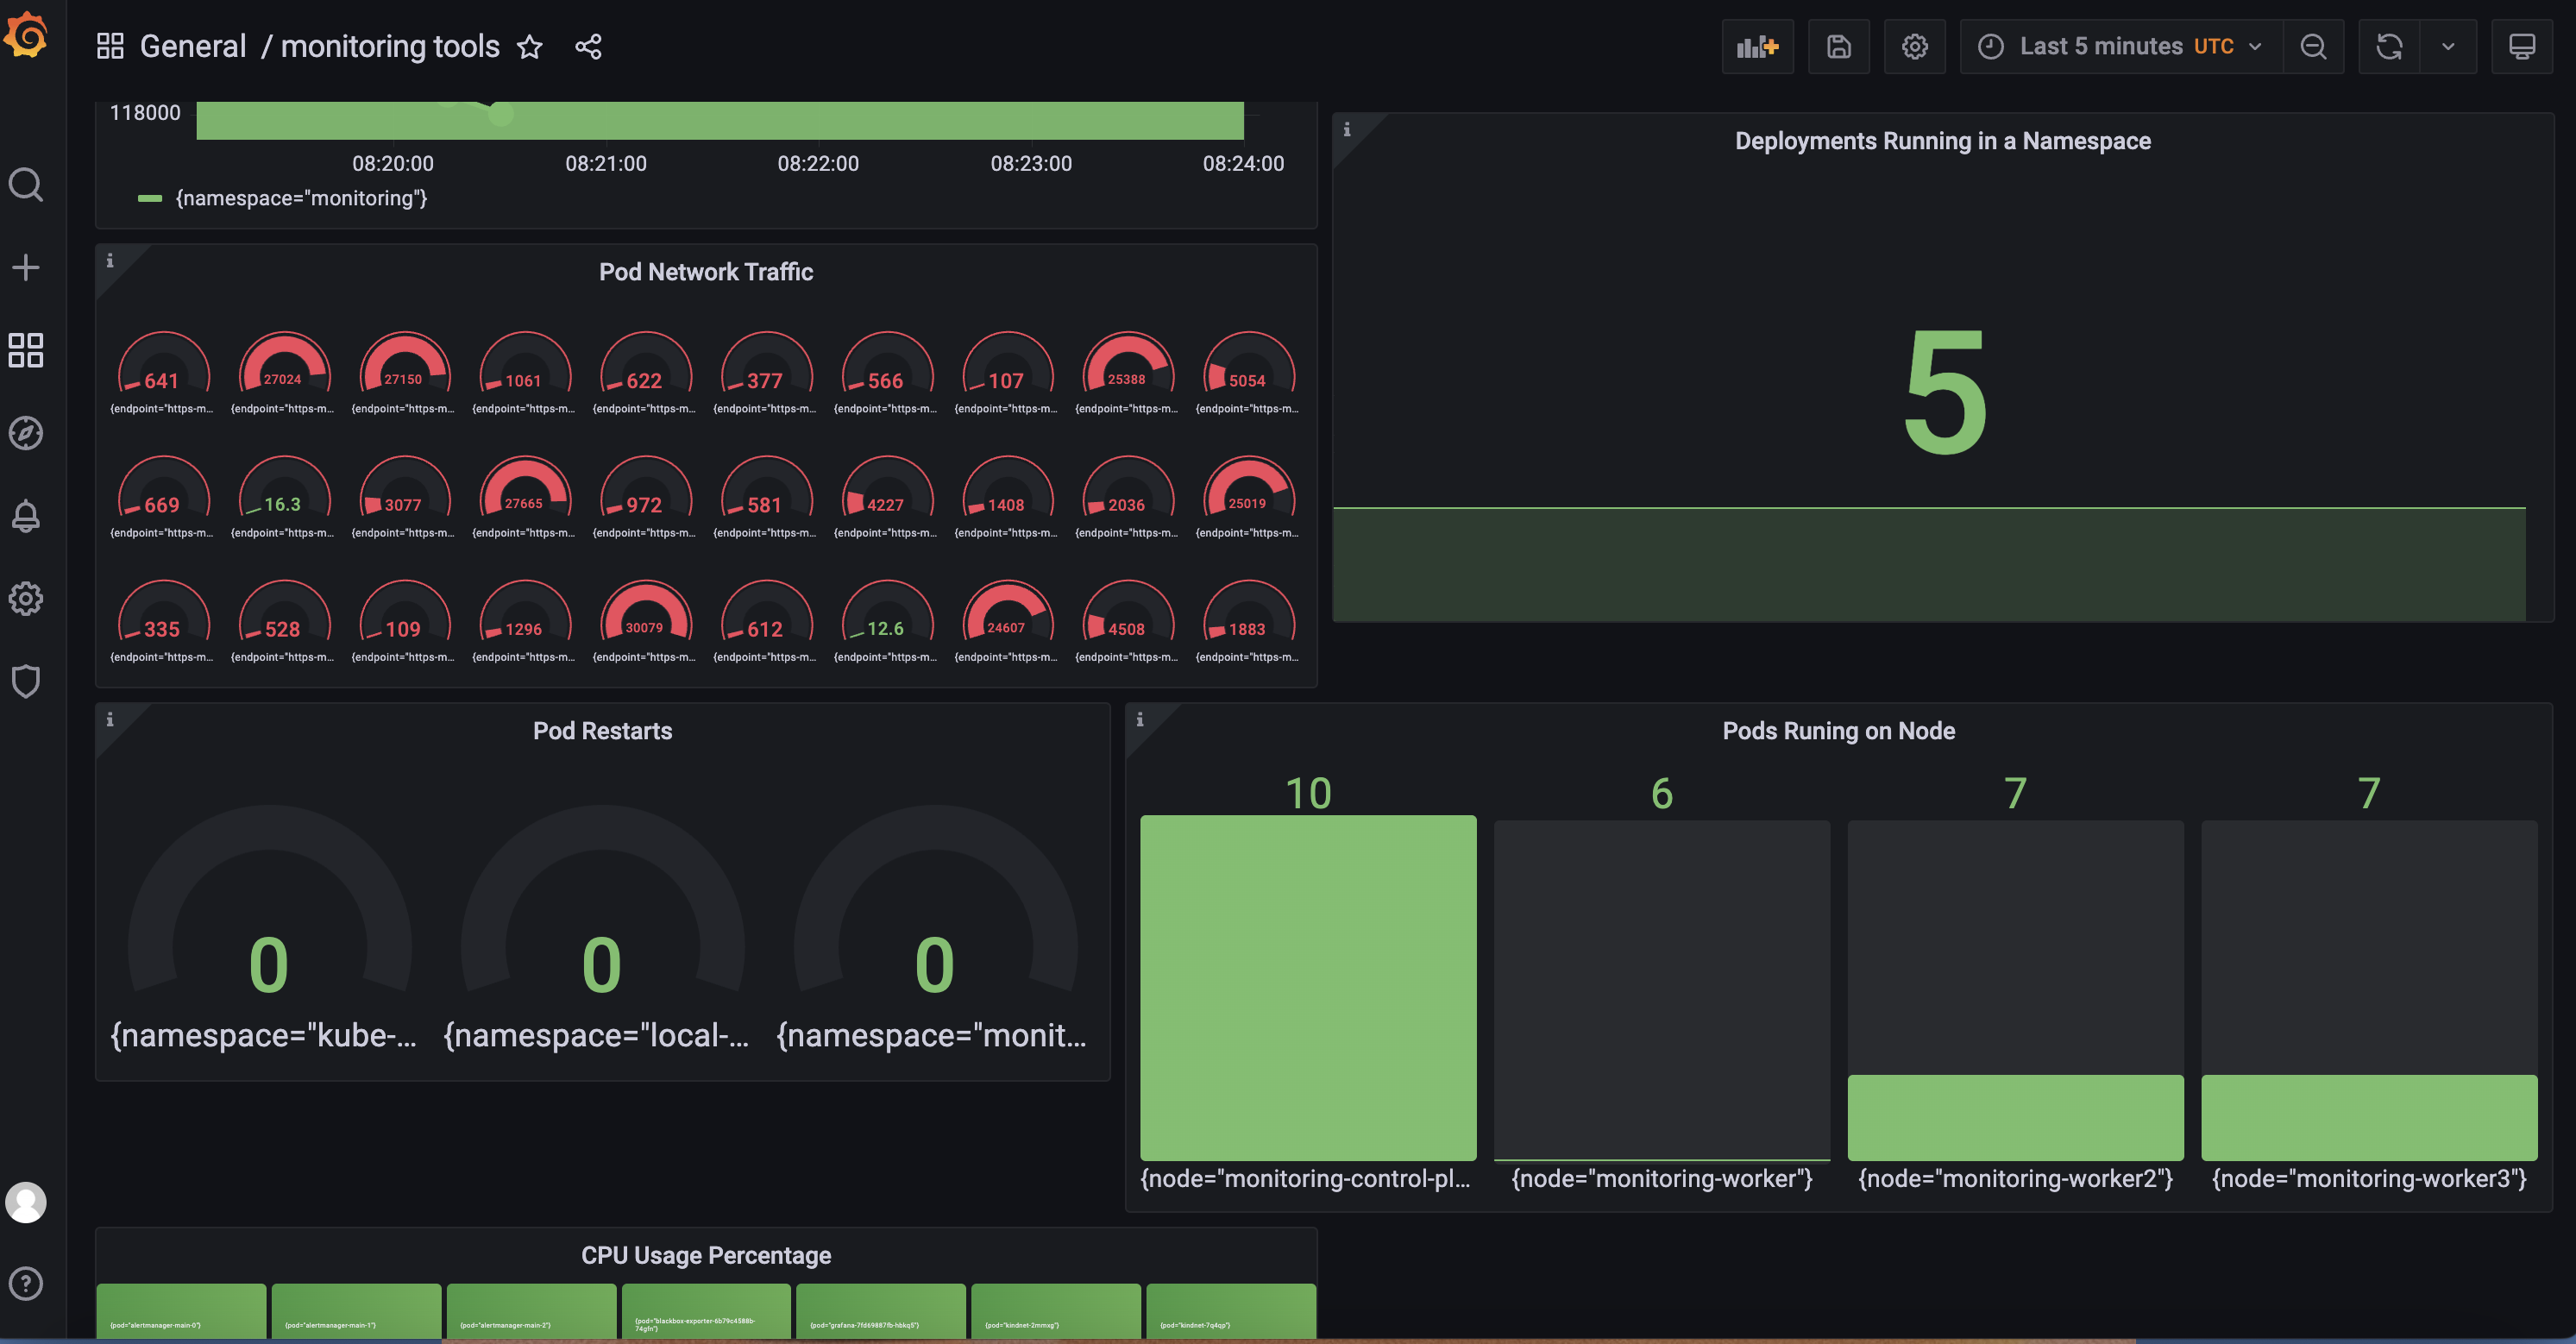 General / monitoring tools
Last 5 minutes UTC
118000
08:20:00 08:21:00 08:22:00 08:23:00 08:24:00
{namespace="monitoring"}
Deployments Running in a Namespace
5
Pod Network Traffic
641 27024 27150 1061 622 377 566 107 25388 5054
{endpoint="https-m... {endpoint="https-m... {endpoint="https-m... {endpoint="https-m... {endpoint="https-m... {endpoint="https-m... {endpoint="https-m... {endpoint="https-m... {endpoint="https-m... {endpoint="https-m...
669 16.3 3077 27665 972 581 4227 1408 2036 25019
{endpoint="https-m... {endpoint="https-m... {endpoint="https-m... {endpoint="https-m... {endpoint="https-m... {endpoint="https-m... {endpoint="https-m... {endpoint="https-m... {endpoint="https-m... {endpoint="https-m...
335 528 109 1296 30079 612 12.6 24607 4508 1883
{endpoint="https-m... {endpoint="https-m... {endpoint="https-m... {endpoint="https-m... {endpoint="https-m... {endpoint="https-m... {endpoint="https-m... {endpoint="https-m... {endpoint="https-m... {endpoint="https-m...
Pod Restarts
0 0 0
{namespace="kube-... {namespace="local-... {namespace="monit...
Pods Runing on Node
10 6 7 7
{node="monitoring-control-pl... {node="monitoring-worker"} {node="monitoring-worker2"} {node="monitoring-worker3"}
CPU Usage Percentage
{pod="alertmanager-main-0"} {pod="alertmanager-main-1"} {pod="alertmanager-main-2"} {pod="blackbox-exporter-6b79c4588b-
74gfn"} {pod="grafana-7fd69887fb-hbkq5"} {pod="kindnet-2mmxg"} {pod="kindnet-7q4qp"}